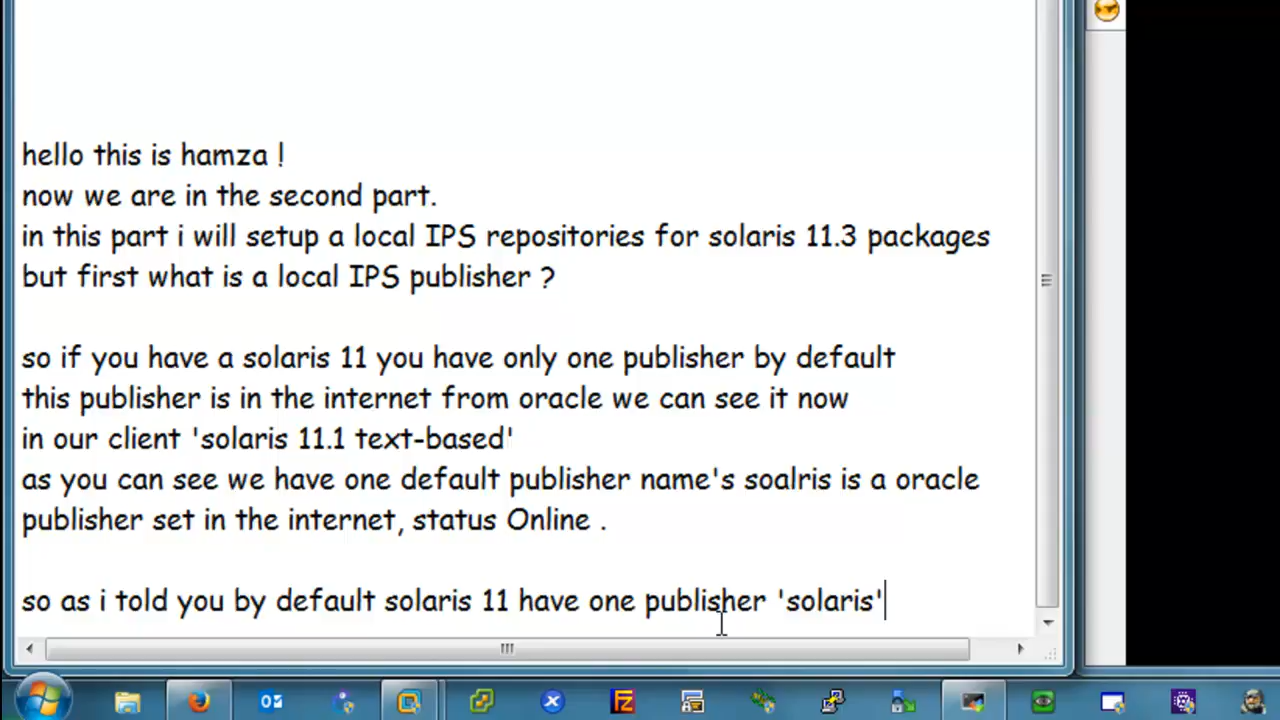 hello this is hamza !
now we are in the second part.
in this part i will setup a local IPS repositories for solaris 11.3 packages
but first what is a local IPS publisher ?
so if you have a solaris 11 you have only one publisher by default
this publisher is in the internet from oracle we can see it now
in our client 'solaris 11.1 text-based'
as you can see we have one default publisher name's soalris is a oracle
publisher set in the internet, status Online .
so as i told you by default solaris 11 have one publisher 'solaris'